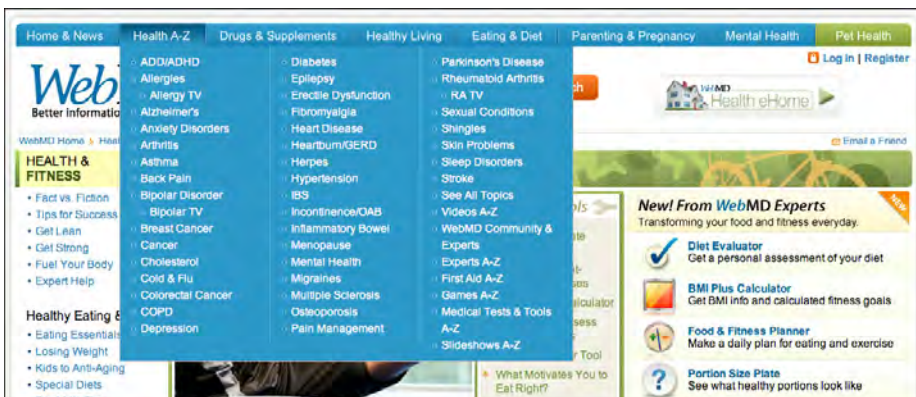 Home & News
Health A-Z
Drugs & Supplements
Healthy Living
Eating & Diet
Parenting & Pregnancy
Mental Health
Pet Health
ADD/ADHD
Allergies
Allergy TV
Alzheimer's
Anxiety Disorders
Arthritis
Asthma
Back Pain
Bipolar Disorder
Bipolar TV
Breast Cancer
Cancer
Cholesterol
Cold & Flu
Colorectal Cancer
COPD
Depression
Diabetes
Epilepsy
Erectile Dysfunction
Fibromyalgia
Heart Disease
Heartburn/GERD
Herpes
Hypertension
IBS
Incontinence/OAB
Inflammatory Bowel
Menopause
Mental Health
Migraines
Multiple Sclerosis
Osteoporosis
Pain Management
Parkinson's Disease
Rheumatoid Arthritis
RA TV
Sexual Conditions
Shingles
Skin Problems
Sleep Disorders
Stroke
See All Topics
Videos A-Z
WebMD Community &
Experts
Experts A-Z
First Aid A-Z
Games A-Z
Medical Tests & Tools
A-Z
Slideshows A-Z
Log In | Register
Web
Better Informatio
WebMD
Health eHome
WebMD Home > Heal
Email a Friend
HEALTH &
FITNESS
• Fact vs. Fiction
• Tips for Success
• Get Lean
• Get Strong
• Fuel Your Body
• Expert Help
Healthy Eating &
• Eating Essentials
• Losing Weight
• Kids to Anti-Aging
• Special Diets
Tool
What Motivates You to
Eat Right?
New! From WebMD Experts
NEW
Transforming your food and fitness everyday.
Diet Evaluator
Get a personal assessment of your diet
BMI Plus Calculator
Get BMI info and calculated fitness goals
Food & Fitness Planner
Make a daily plan for eating and exercise
Portion Size Plate
See what healthy portions look like